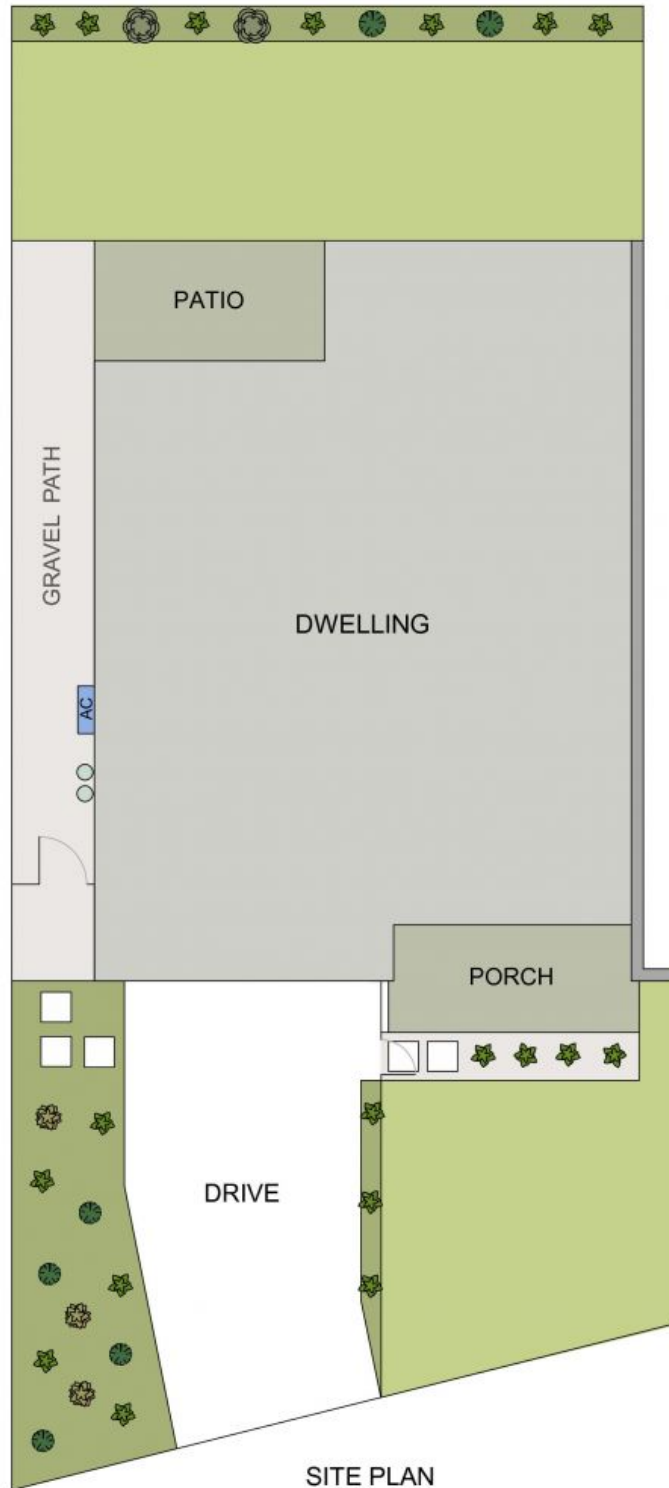 PATIO
GRAVEL PATH
DWELLING
AC
PORCH
DRIVE
SITE PLAN